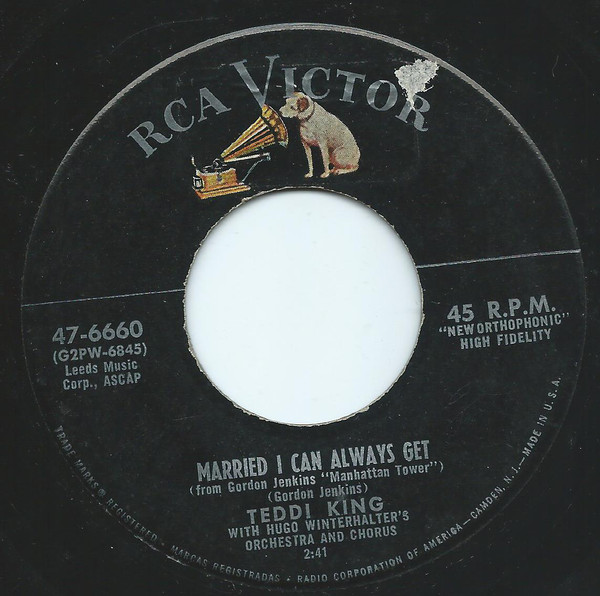 RCA VICTOR
47-6660
(G2PW-6845)
Leeds Music
Corp., ASCAP
45 R.P.M.
"NEW ORTHOPHONIC"
HIGH FIDELITY
MARRIED I CAN ALWAYS GET
(from Gordon Jenkins "Manhattan Tower")
(Gordon Jenkins)
TEDDI KING
WITH HUGO WINTERHALTER'S
ORCHESTRA AND CHORUS
2:41
TRADE MARKS ® REGISTERED - MARCAS REGISTRADAS - RADIO CORPORATION OF AMERICA—CAMDEN, N. J.—MADE IN U. S. A.